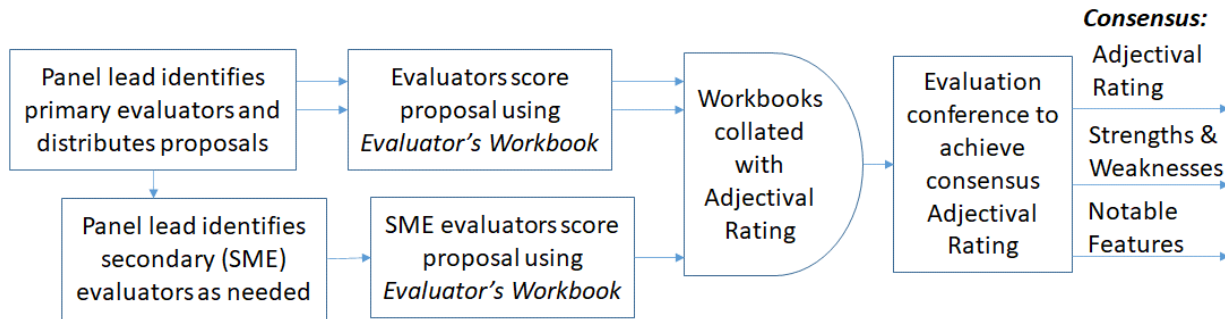 Panel lead identifies
primary evaluators and
distributes proposals
Evaluators score
proposal using
Evaluator's Workbook
Panel lead identifies
secondary (SME)
evaluators as needed
SME evaluators score
proposal using
Evaluator's Workbook
Workbooks
collated
with
Adjectival
Rating
Evaluation
conference to
achieve
consensus
Adjectival
Rating
Consensus:
Adjectival
Rating
Strengths &
Weaknesses
Notable
Features